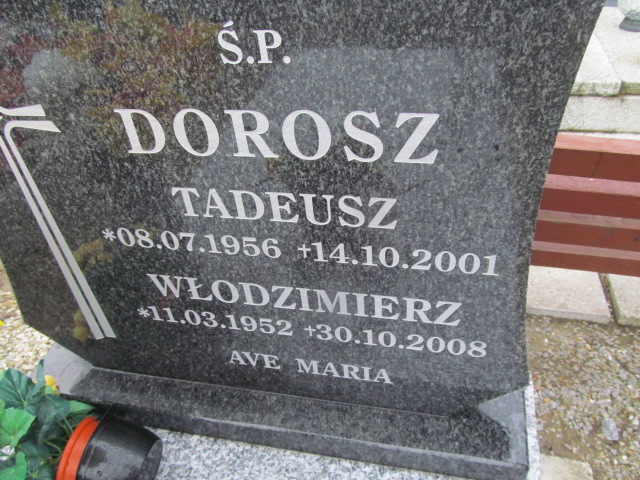 Ś.P.
DOROSZ
TADEUSZ
*08.07.1956 +14.10.2001
WŁODZIMIERZ
*11.03.1952 +30.10.2008
AVE MARIA